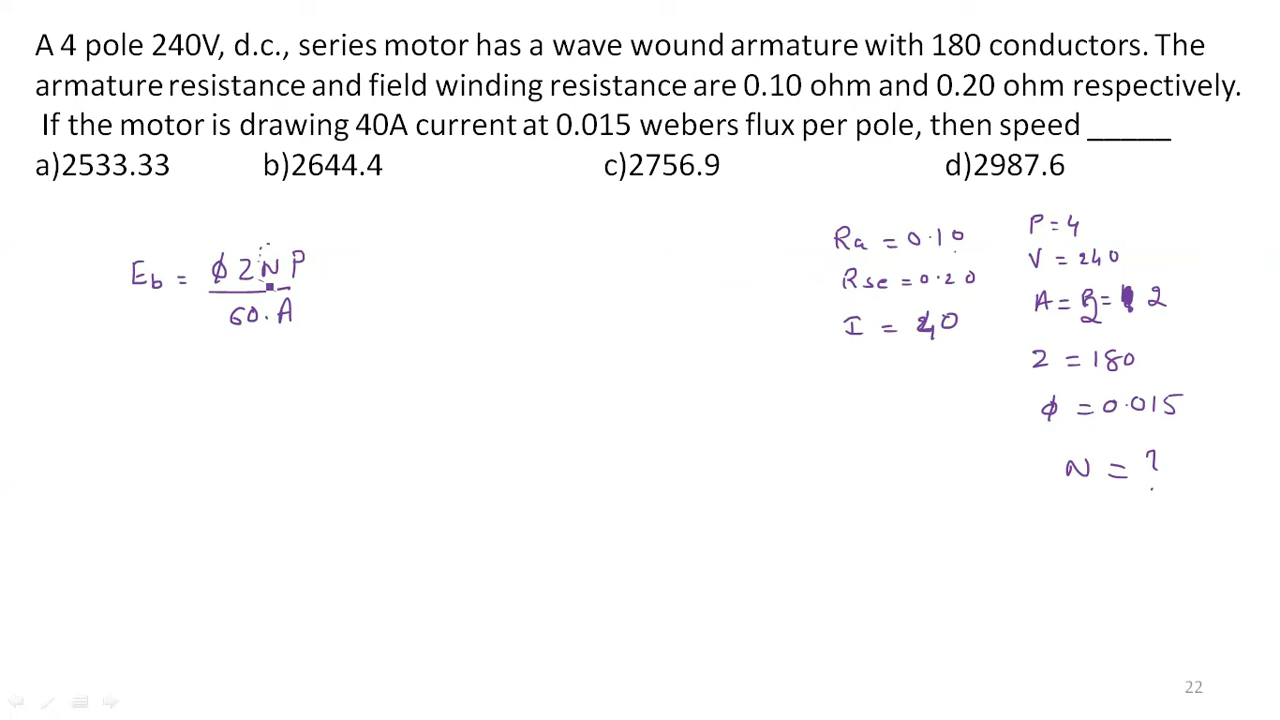 A 4 pole 240V, d.c., series motor has a wave wound armature with 180 conductors. The
armature resistance and field winding resistance are 0.10 ohm and 0.20 ohm respectively.
If the motor is drawing 40A current at 0.015 webers flux per pole, then speed _____
a)2533.33 b)2644.4 c)2756.9 d)2987.6
Eb = ϕ Z N P
60. A
Ra = 0.10
Rse = 0.20
I = 40
P = 4
V = 240
A = = 2
Z = 180
ϕ = 0.015
N = ?
22